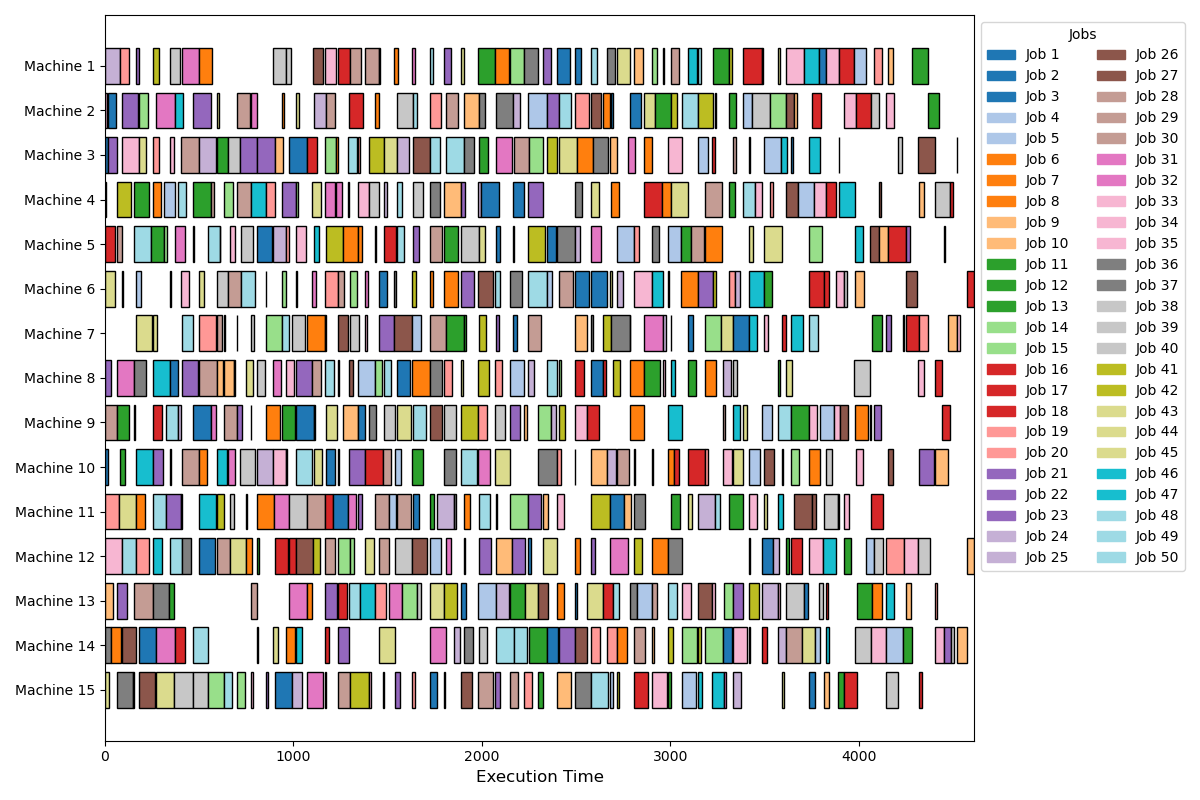 Machine 1
Machine 2
Machine 3
Machine 4
Machine 5
Machine 6
Machine 7
Machine 8
Machine 9
Machine 10
Machine 11
Machine 12
Machine 13
Machine 14
Machine 15
0 1000 2000 3000 4000
Execution Time
Jobs
Job 1
Job 2
Job 3
Job 4
Job 5
Job 6
Job 7
Job 8
Job 9
Job 10
Job 11
Job 12
Job 13
Job 14
Job 15
Job 16
Job 17
Job 18
Job 19
Job 20
Job 21
Job 22
Job 23
Job 24
Job 25
Job 26
Job 27
Job 28
Job 29
Job 30
Job 31
Job 32
Job 33
Job 34
Job 35
Job 36
Job 37
Job 38
Job 39
Job 40
Job 41
Job 42
Job 43
Job 44
Job 45
Job 46
Job 47
Job 48
Job 49
Job 50